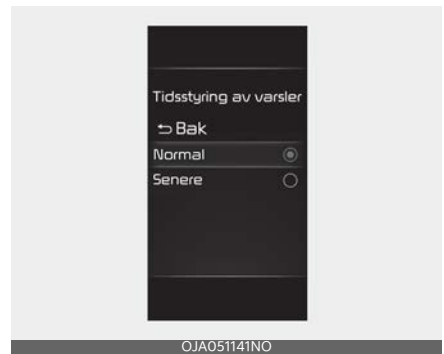 Tidsstyring av varsler
Bak
Normal
Senere
OJA051141NO